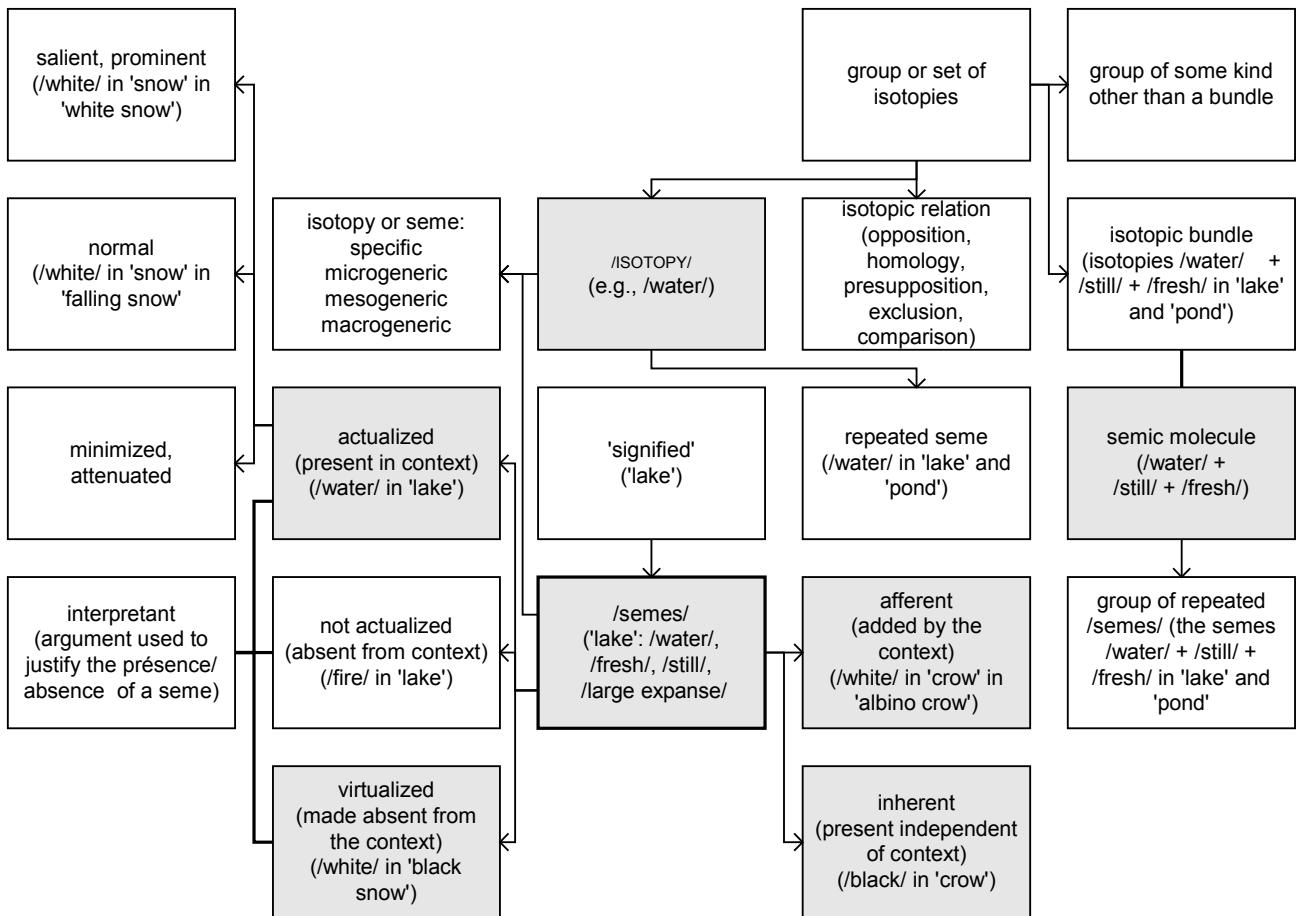 salient, prominent
(/white/ in 'snow' in
'white snow')
group or set of
isotopies
group of some kind
other than a bundle
normal
(/white/ in 'snow' in
'falling snow'
isotopy or seme:
specific
microgeneric
mesogeneric
macrogeneric
/ISOTOPY/
(e.g., /water/)
isotopic relation
(opposition,
homology,
presupposition,
exclusion,
comparison)
isotopic bundle
(isotopies /water/ +
/still/ + /fresh/ in 'lake'
and 'pond')
minimized,
attenuated
actualized
(present in context)
(/water/ in 'lake')
'signified'
('lake')
repeated seme
(/water/ in 'lake' and
'pond')
semic molecule
(/water/ +
/still/ + /fresh/)
interpretant
(argument used to
justify the présence/
absence of a seme)
not actualized
(absent from context)
(/fire/ in 'lake')
/semes/
('lake': /water/,
/fresh/, /still/,
/large expanse/
afferent
(added by the
context)
(/white/ in 'crow' in
'albino crow')
group of repeated
/semes/ (the semes
/water/ + /still/ +
/fresh/ in 'lake' and
'pond'
virtualized
(made absent from
the context)
(/white/ in 'black
snow')
inherent
(present independent
of context)
(/black/ in 'crow')